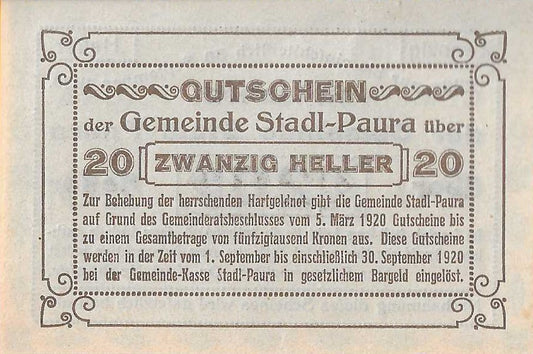 GUTSCHEIN
der Gemeinde Stadl-Paura über
20 ZWANZIG HELLER 20
Zur Behebung der herrschenden Hartgeldnot gibt die Gemeinde Stadl-Paura
auf Grund des Gemeinderatsbeschlusses vom 5. März 1920 Gutscheine bis
zu einem Gesamtbetrage von fünfzigtausend Kronen aus. Diese Gutscheine
werden in der Zeit vom 1. September bis einschließlich 30. September 1920
bei der Gemeinde-Kasse Stadl-Paura in gesetzlichem Bargeld eingelöst.